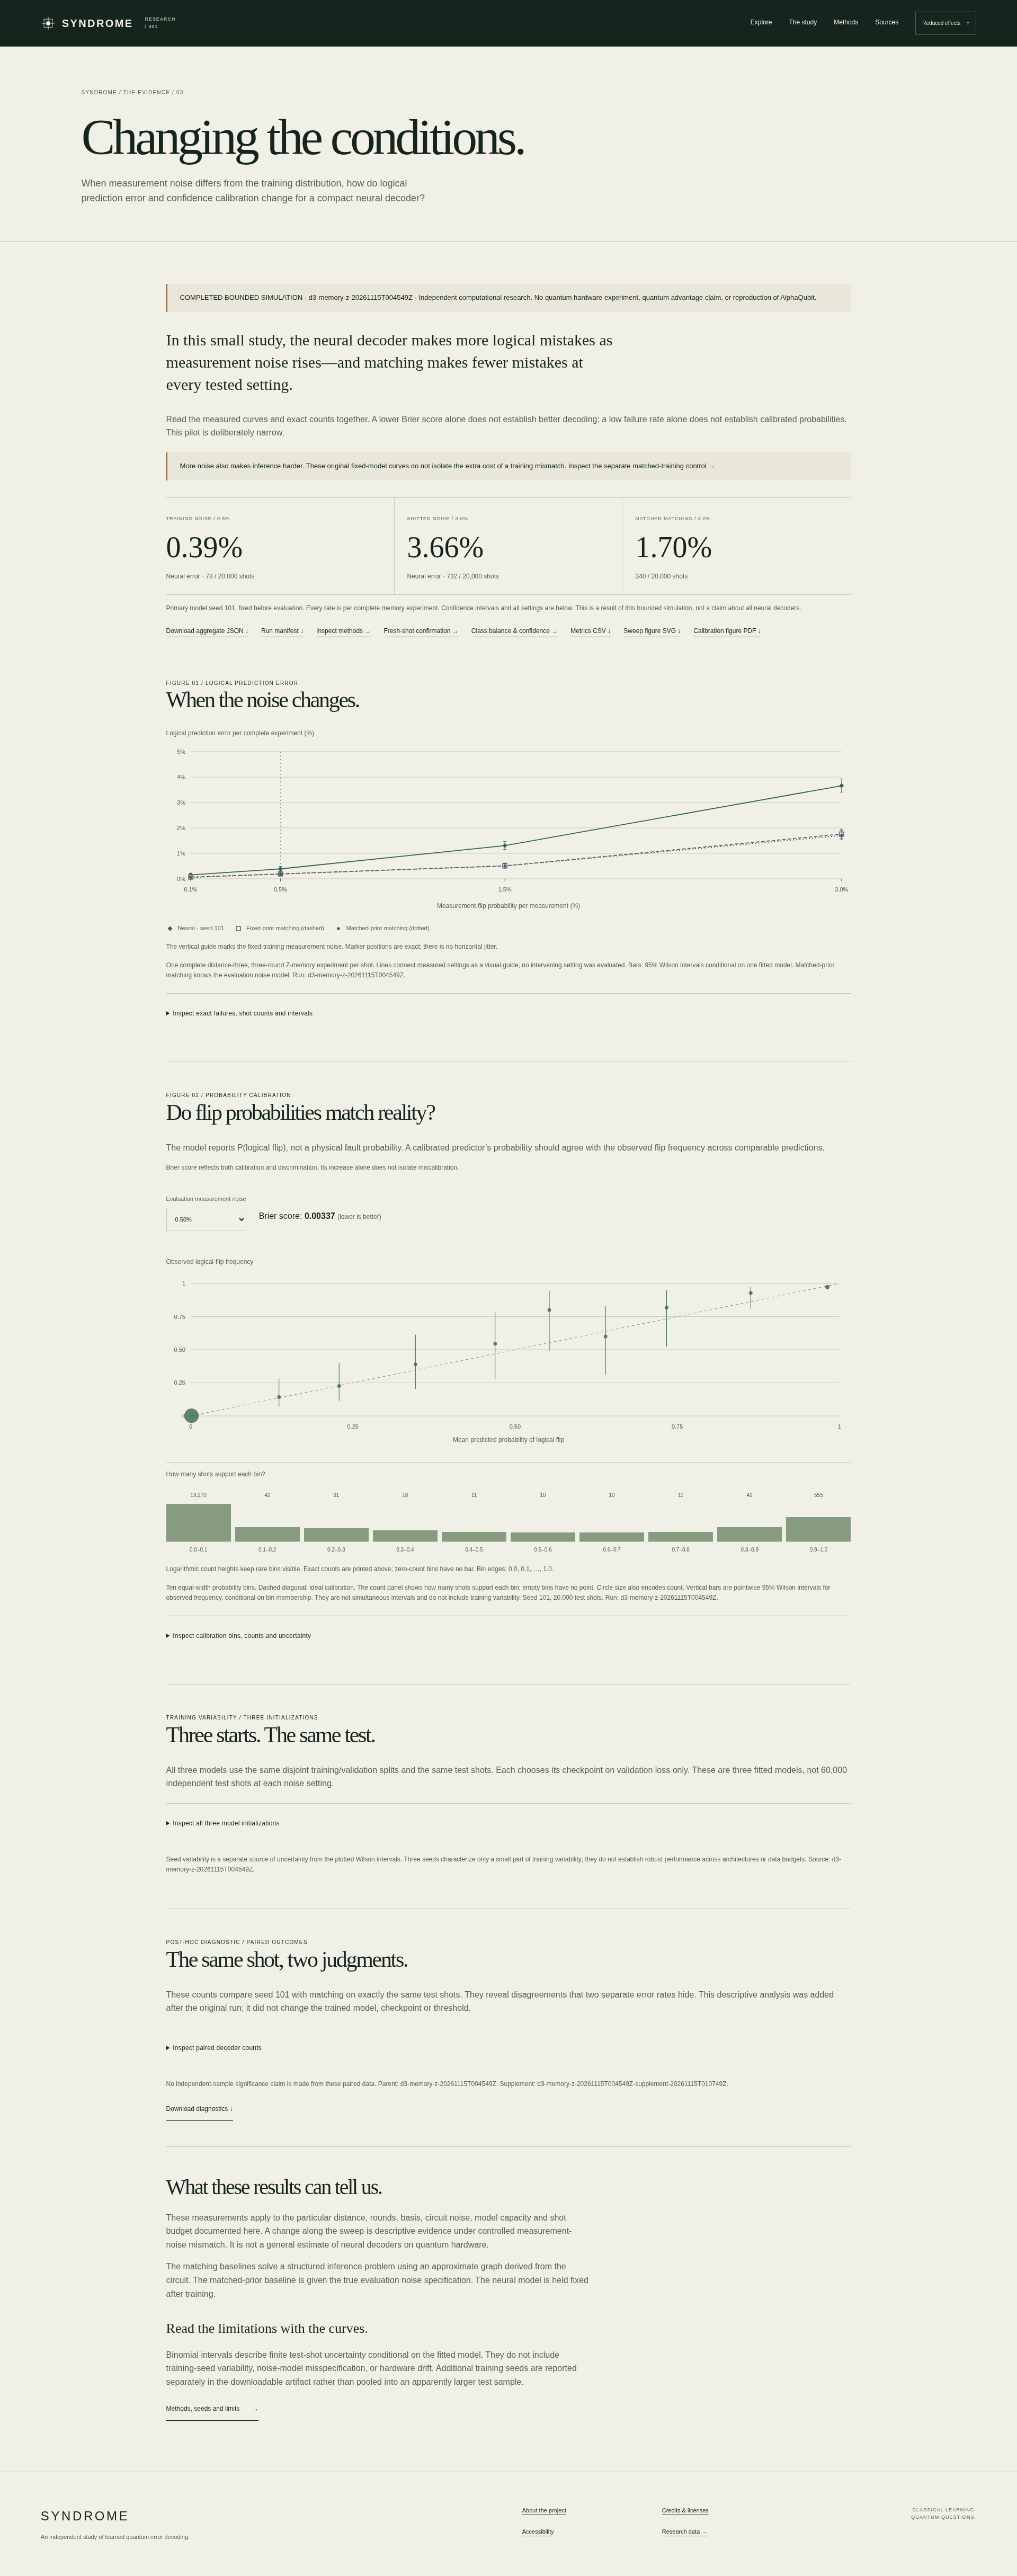 SYNDROME
RESEARCH
/ 001
Explore
The study
Methods
Sources
Reduced effects
SYNDROME / THE EVIDENCE / 03
Changing the conditions.
When measurement noise differs from the training distribution, how do logical
prediction error and confidence calibration change for a compact neural decoder?
COMPLETED BOUNDED SIMULATION · d3-memory-z-20261115T004549Z · Independent computational research. No quantum hardware experiment, quantum advantage claim, or reproduction of AlphaQubit.
In this small study, the neural decoder makes more logical mistakes as
measurement noise rises—and matching makes fewer mistakes at
every tested setting.
Read the measured curves and exact counts together. A lower Brier score alone does not establish better decoding; a low failure rate alone does not establish calibrated probabilities.
This pilot is deliberately narrow.
More noise also makes inference harder. These original fixed-model curves do not isolate the extra cost of a training mismatch. Inspect the separate matched-training control →
TRAINING NOISE / 0.5%
0.39%
Neural error · 78 / 20,000 shots
SHIFTED NOISE / 3.0%
3.66%
Neural error · 732 / 20,000 shots
MATCHED MATCHING / 3.0%
1.70%
340 / 20,000 shots
Primary model seed 101, fixed before evaluation. Every rate is per complete memory experiment. Confidence intervals and all settings are below. This is a result of this bounded simulation, not a claim about all neural decoders.
Download aggregate JSON ↓
Run manifest ↓
Inspect methods →
Fresh-shot confirmation →
Class balance & confidence →
Metrics CSV ↓
Sweep figure SVG ↓
Calibration figure PDF ↓
FIGURE 01 / LOGICAL PREDICTION ERROR
When the noise changes.
Logical prediction error per complete experiment (%)
5%
4%
3%
2%
1%
0%
0.1%
0.5%
1.5%
3.0%
Measurement-flip probability per measurement (%)
Neural · seed 101
Fixed-prior matching (dashed)
Matched-prior matching (dotted)
The vertical guide marks the fixed-training measurement noise. Marker positions are exact; there is no horizontal jitter.
One complete distance-three, three-round Z-memory experiment per shot. Lines connect measured settings as a visual guide; no intervening setting was evaluated. Bars: 95% Wilson intervals conditional on one fitted model. Matched-prior
matching knows the evaluation noise model. Run: d3-memory-z-20261115T004549Z.
Inspect exact failures, shot counts and intervals
FIGURE 02 / PROBABILITY CALIBRATION
Do flip probabilities match reality?
The model reports P(logical flip), not a physical fault probability. A calibrated predictor's probability should agree with the observed flip frequency across comparable predictions.
Brier score reflects both calibration and discrimination. Its increase alone does not isolate miscalibration.
Evaluation measurement noise
0.50%
Brier score: 0.00337 (lower is better)
Observed logical-flip frequency
1
0.75
0.50
0.25
0
0.25
0.50
0.75
1
Mean predicted probability of logical flip
How many shots support each bin?
19,270
42
31
18
11
10
10
11
42
555
0.0–0.1
0.1–0.2
0.2–0.3
0.3–0.4
0.4–0.5
0.5–0.6
0.6–0.7
0.7–0.8
0.8–0.9
0.9–1.0
Logarithmic count heights keep rare bins visible. Exact counts are printed above; zero-count bins have no bar. Bin edges: 0.0, 0.1, …, 1.0.
Ten equal-width probability bins. Dashed diagonal: ideal calibration. The count panel shows how many shots support each bin; empty bins have no point. Circle size also encodes count. Vertical bars are pointwise 95% Wilson intervals for
observed frequency, conditional on bin membership. They are not simultaneous intervals and do not include training variability. Seed 101, 20,000 test shots. Run: d3-memory-z-20261115T004549Z.
Inspect calibration bins, counts and uncertainty
TRAINING VARIABILITY / THREE INITIALIZATIONS
Three starts. The same test.
All three models use the same disjoint training/validation splits and the same test shots. Each chooses its checkpoint on validation loss only. These are three fitted models, not 60,000
independent test shots at each noise setting.
Inspect all three model initializations
Seed variability is a separate source of uncertainty from the plotted Wilson intervals. Three seeds characterize only a small part of training variability; they do not establish robust performance across architectures or data budgets. Source: d3-
memory-z-20261115T004549Z.
POST-HOC DIAGNOSTIC / PAIRED OUTCOMES
The same shot, two judgments.
These counts compare seed 101 with matching on exactly the same test shots. They reveal disagreements that two separate error rates hide. This descriptive analysis was added
after the original run; it did not change the trained model, checkpoint or threshold.
Inspect paired decoder counts
No independent-sample significance claim is made from these paired data. Parent: d3-memory-z-20261115T004549Z. Supplement: d3-memory-z-20261115T004549Z-supplement-20261115T010749Z.
Download diagnostics ↓
What these results can tell us.
These measurements apply to the particular distance, rounds, basis, circuit noise, model capacity and shot
budget documented here. A change along the sweep is descriptive evidence under controlled measurement-
noise mismatch. It is not a general estimate of neural decoders on quantum hardware.
The matching baselines solve a structured inference problem using an approximate graph derived from the
circuit. The matched-prior baseline is given the true evaluation noise specification. The neural model is held fixed
after training.
Read the limitations with the curves.
Binomial intervals describe finite test-shot uncertainty conditional on the fitted model. They do not include
training-seed variability, noise-model misspecification, or hardware drift. Additional training seeds are reported
separately in the downloadable artifact rather than pooled into an apparently larger test sample.
Methods, seeds and limits →
SYNDROME
An independent study of learned quantum error decoding.
About the project
Accessibility
Credits & licenses
Research data →
CLASSICAL LEARNING.
QUANTUM QUESTIONS.